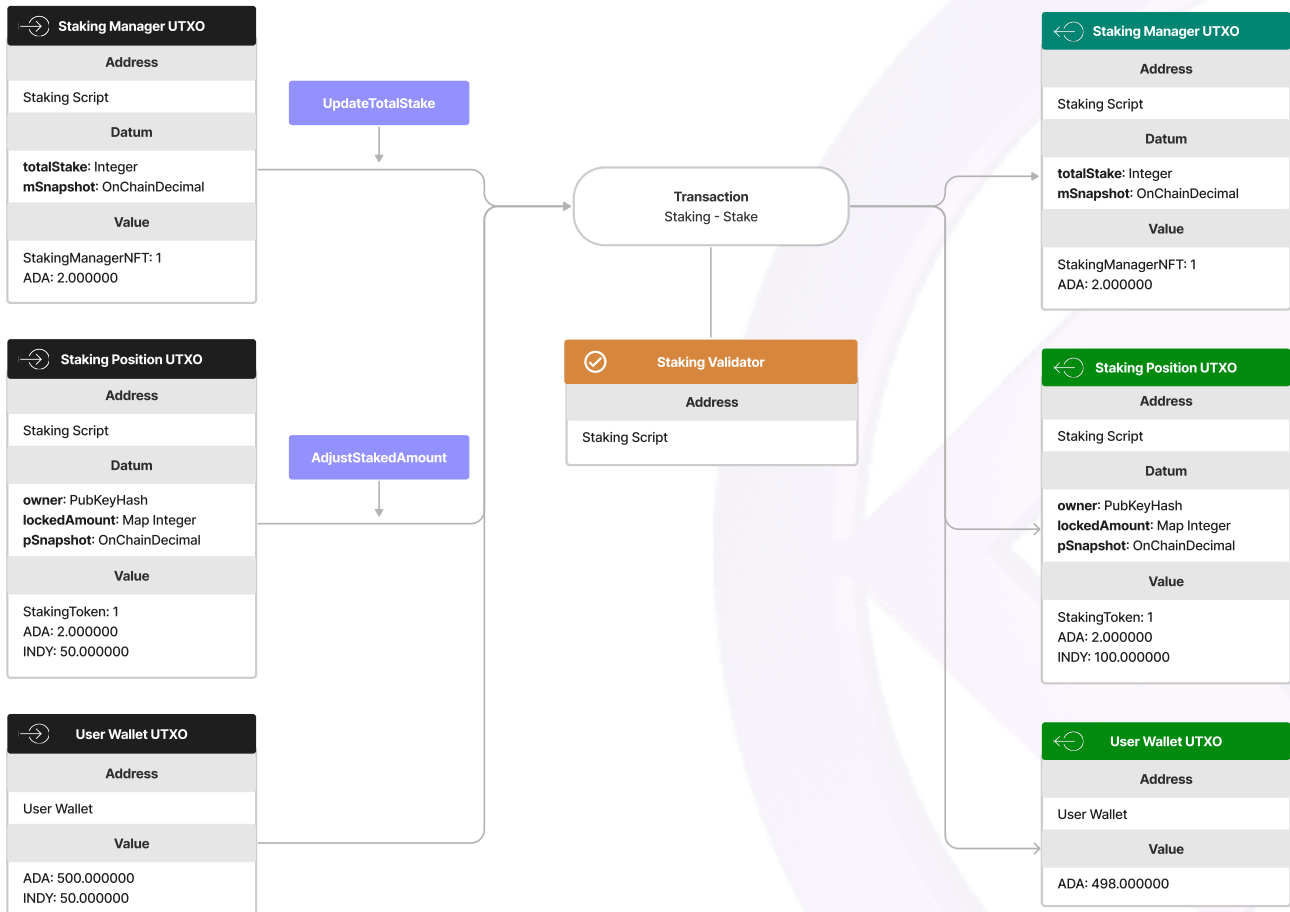 Staking Manager UTXO
Address
Staking Script
Datum
totalStake: Integer
mSnapshot: OnChainDecimal
Value
StakingManagerNFT: 1
ADA: 2.000000
Staking Position UTXO
Address
Staking Script
Datum
owner: PubKeyHash
lockedAmount: Map Integer
pSnapshot: OnChainDecimal
Value
StakingToken: 1
ADA: 2.000000
INDY: 50.000000
User Wallet UTXO
Address
User Wallet
Value
ADA: 500.000000
INDY: 50.000000
UpdateTotalStake
AdjustStakedAmount
Transaction
Staking - Stake
Staking Validator
Address
Staking Script
Staking Manager UTXO
Address
Staking Script
Datum
totalStake: Integer
mSnapshot: OnChainDecimal
Value
StakingManagerNFT: 1
ADA: 2.000000
Staking Position UTXO
Address
Staking Script
Datum
owner: PubKeyHash
lockedAmount: Map Integer
pSnapshot: OnChainDecimal
Value
StakingToken: 1
ADA: 2.000000
INDY: 100.000000
User Wallet UTXO
Address
User Wallet
Value
ADA: 498.000000